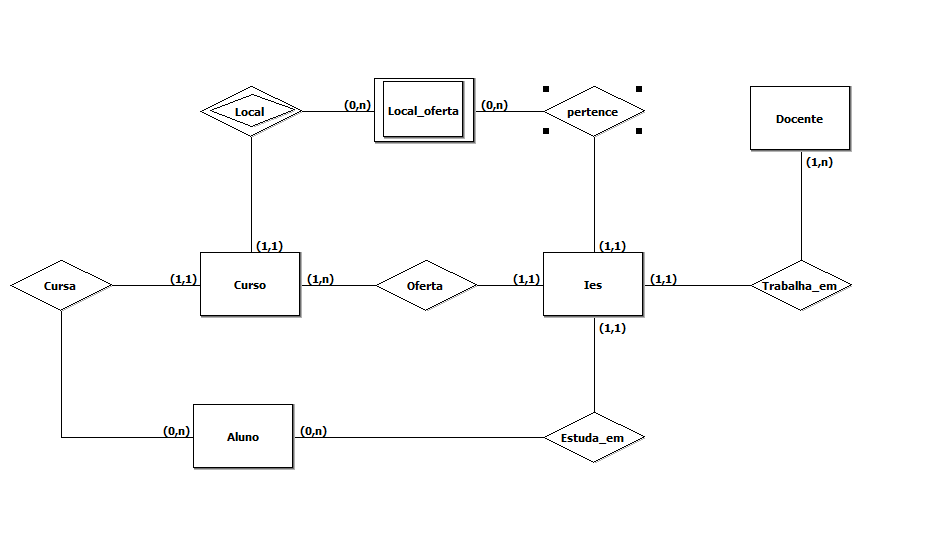 Local
(0,n)
Local_oferta
(0,n)
pertence
Docente
(1,n)
(1,1)
(1,1)
Cursa
(1,1)
Curso
(1,n)
Oferta
(1,1)
Ies
(1,1)
Trabalha_em
(1,1)
(0,n)
Aluno
(0,n)
Estuda_em